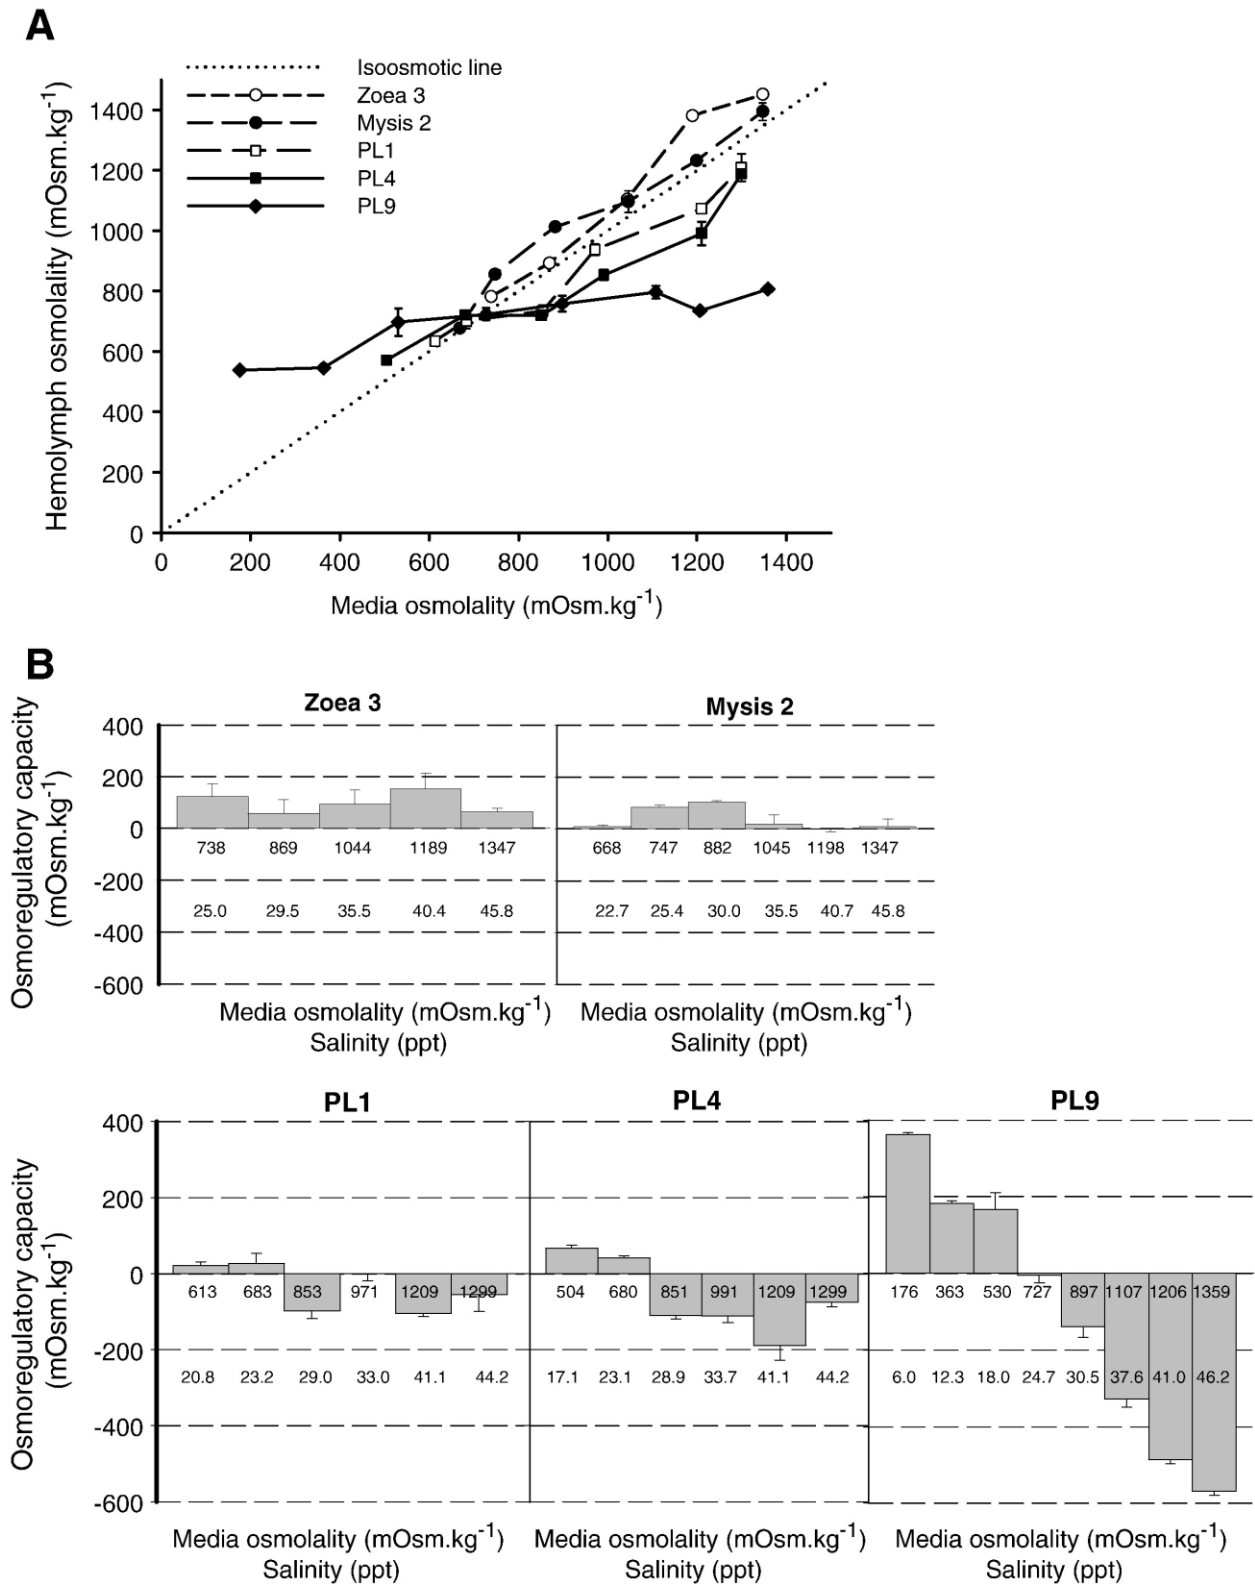 A
Isoosmotic line
Zoea 3
Mysis 2
PL1
PL4
PL9
Hemolymph osmolality (mOsm.kg-1)
1400
1200
1000
800
600
400
200
0
0 200 400 600 800 1000 1200 1400
Media osmolality (mOsm.kg-1)
B
Zoea 3 Mysis 2
Osmoregulatory capacity
(mOsm.kg-1)
400
200
0
738 869 1044 1189 1347 668 747 882 1045 1198 1347
-200
25.0 29.5 35.5 40.4 45.8 22.7 25.4 30.0 35.5 40.7 45.8
-400
-600
Media osmolality (mOsm.kg-1) Media osmolality (mOsm.kg-1)
Salinity (ppt) Salinity (ppt)
PL1 PL4 PL9
Osmoregulatory capacity
(mOsm.kg-1)
400
200
0
613 683 853 971 1209 1299 504 680 851 991 1209 1299 176 363 530 727 897 1107 1206 1359
-200
20.8 23.2 29.0 33.0 41.1 44.2 17.1 23.1 28.9 33.7 41.1 44.2 6.0 12.3 18.0 24.7 30.5 37.6 41.0 46.2
-400
-600
Media osmolality (mOsm.kg-1) Media osmolality (mOsm.kg-1) Media osmolality (mOsm.kg-1)
Salinity (ppt) Salinity (ppt) Salinity (ppt)